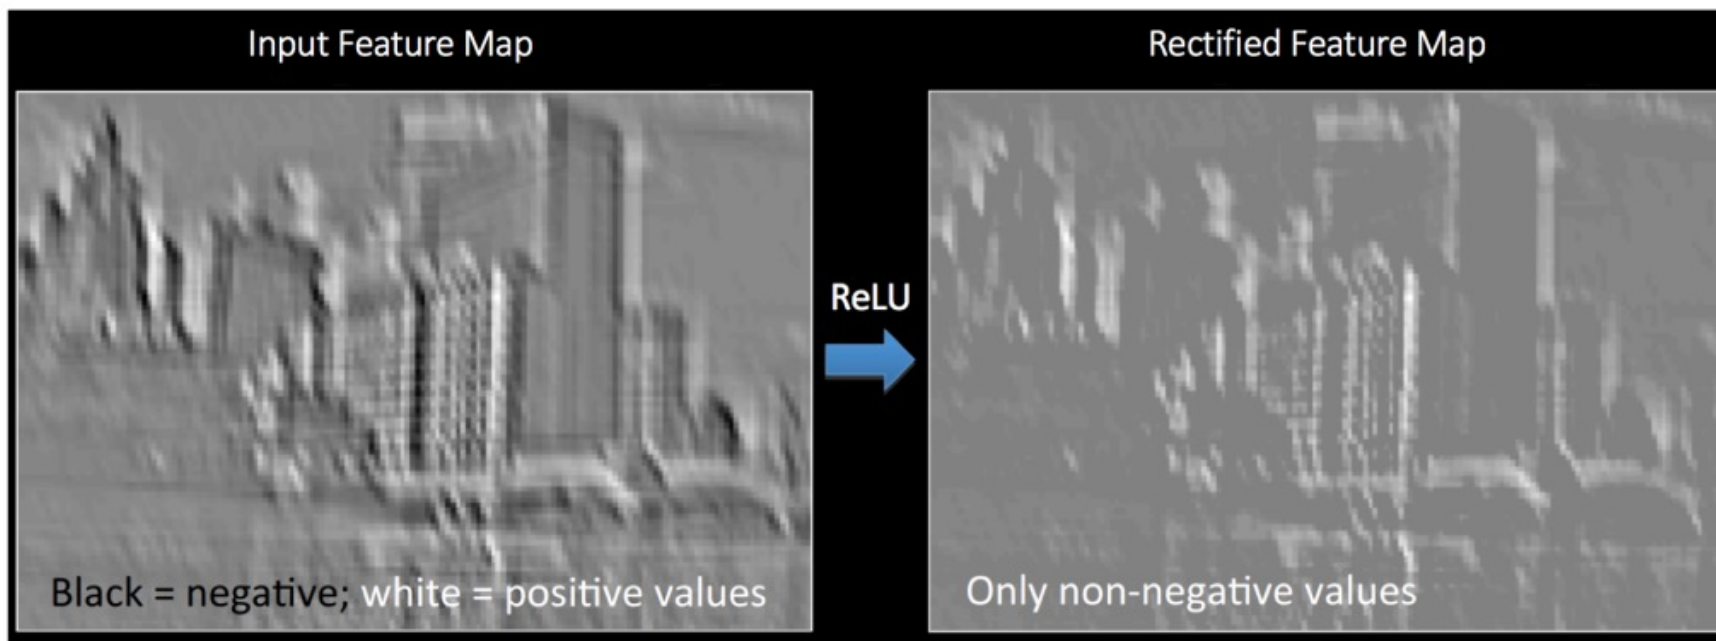 Input Feature Map
Rectified Feature Map
ReLU
Black = negative; white = positive values
Only non-negative values